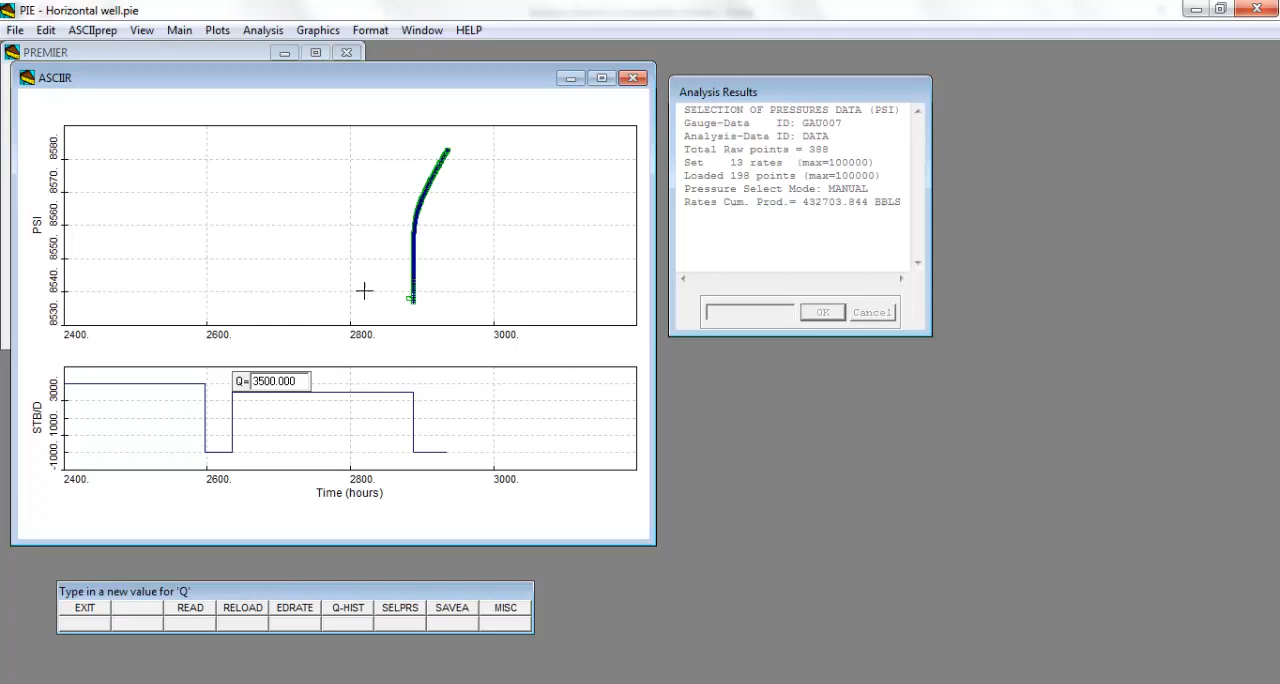 PIE - Horizontal well.pie
File Edit ASCIIprep View Main Plots Analysis Graphics Format Window HELP
PREMIER
ASCIIR
PSI
8580.
8570.
8560.
8550.
8540.
8530.
2400. 2600. 2800. 3000.
Q= 3500.000
STB/D
3000.
1000.
-1000.
2400. 2600. 2800. 3000.
Time (hours)
Analysis Results
SELECTION OF PRESSURES DATA (PSI)
Gauge-Data ID: GAU007
Analysis-Data ID: DATA
Total Raw points = 388
Set 13 rates (max=100000)
Loaded 198 points (max=100000)
Pressure Select Mode: MANUAL
Rates Cum. Prod.= 432703.844 BBLS
OK Cancel
Type in a new value for 'Q'
EXIT READ RELOAD EDRATE Q-HIST SELPRS SAVEA MISC